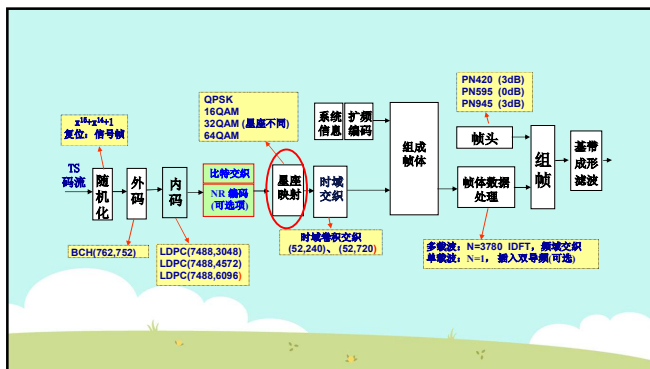 QPSK
16QAM
32QAM (星座不同)
64QAM
PN420 (3dB)
PN595 (0dB)
PN945 (3dB)
x¹⁵+x¹⁴+1
复位：信号帧
系统
信息
扩频
编码
组成
帧体
帧头
组
帧
基
带
成形
滤波
TS
码流
随
机
化
外
码
内
码
比特交织
NR 编码
(可选项)
星座
映射
时域
交织
帧体数据
处理
BCH(762,752)
LDPC(7488,3048)
LDPC(7488,4572)
LDPC(7488,6096)
时域卷积交织
(52,240)、 (52,720)
多载波：N=3780 IDFT，频域交织
单载波：N=1， 插入双导频(可选)